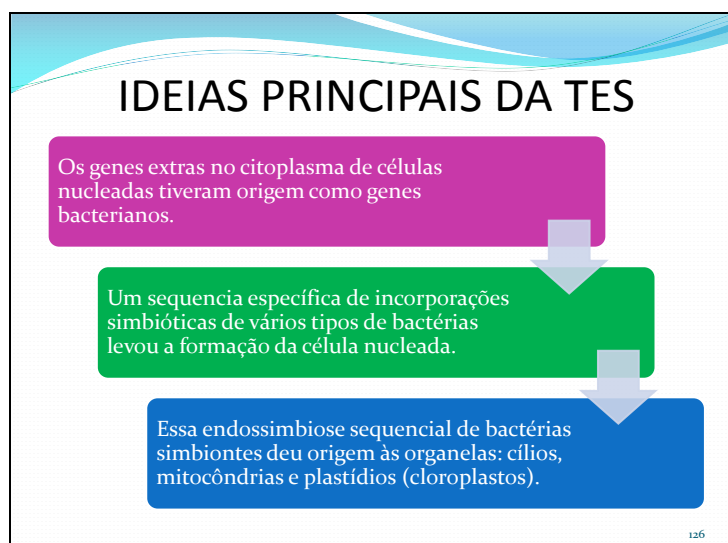 IDEIAS PRINCIPAIS DA TES
Os genes extras no citoplasma de células
nucleadas tiveram origem como genes
bacterianos.
Um sequencia específica de incorporações
simbióticas de vários tipos de bactérias
levou a formação da célula nucleada.
Essa endossimbiose sequencial de bactérias
simbiontes deu origem às organelas: cílios,
mitocôndrias e plastídios (cloroplastos).
126